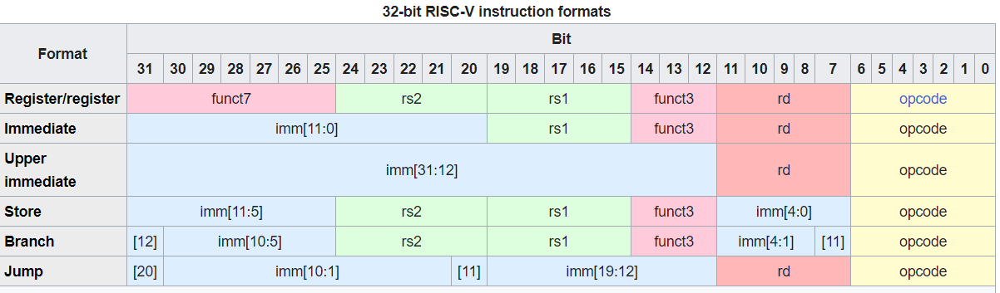 32-bit RISC-V instruction formats
Format Bit
31 30 29 28 27 26 25 24 23 22 21 20 19 18 17 16 15 14 13 12 11 10 9 8 7 6 5 4 3 2 1 0
Register/register funct7 rs2 rs1 funct3 rd opcode
Immediate imm[11:0] rs1 funct3 rd opcode
Upper
immediate imm[31:12] rd opcode
Store imm[11:5] rs2 rs1 funct3 imm[4:0] opcode
Branch [12] imm[10:5] rs2 rs1 funct3 imm[4:1] [11] opcode
Jump [20] imm[10:1] [11] imm[19:12] rd opcode